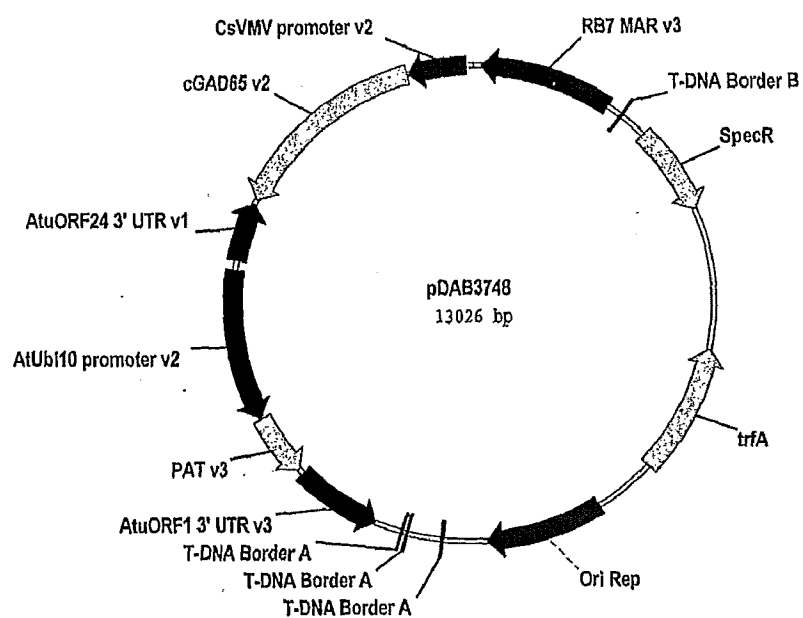 CsVMV promoter v2
RB7 MAR v3
cGAD65 v2
T-DNA Border B
SpecR
AtuORF24 3' UTR v1
pDAB3748
13026 bp
AtUbi10 promoter v2
trfA
PAT v3
AtuORF1 3' UTR v3
T-DNA Border A
T-DNA Border A
Ori Rep
T-DNA Border A